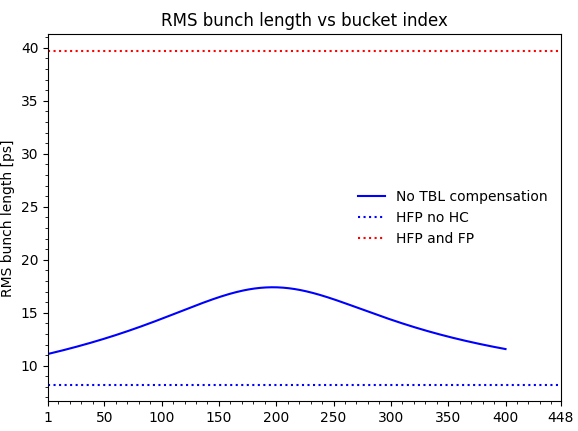 RMS bunch length vs bucket index
RMS bunch length [ps]
40
35
30
25
20
15
10
No TBL compensation
HFP no HC
HFP and FP
1 50 100 150 200 250 300 350 400 448